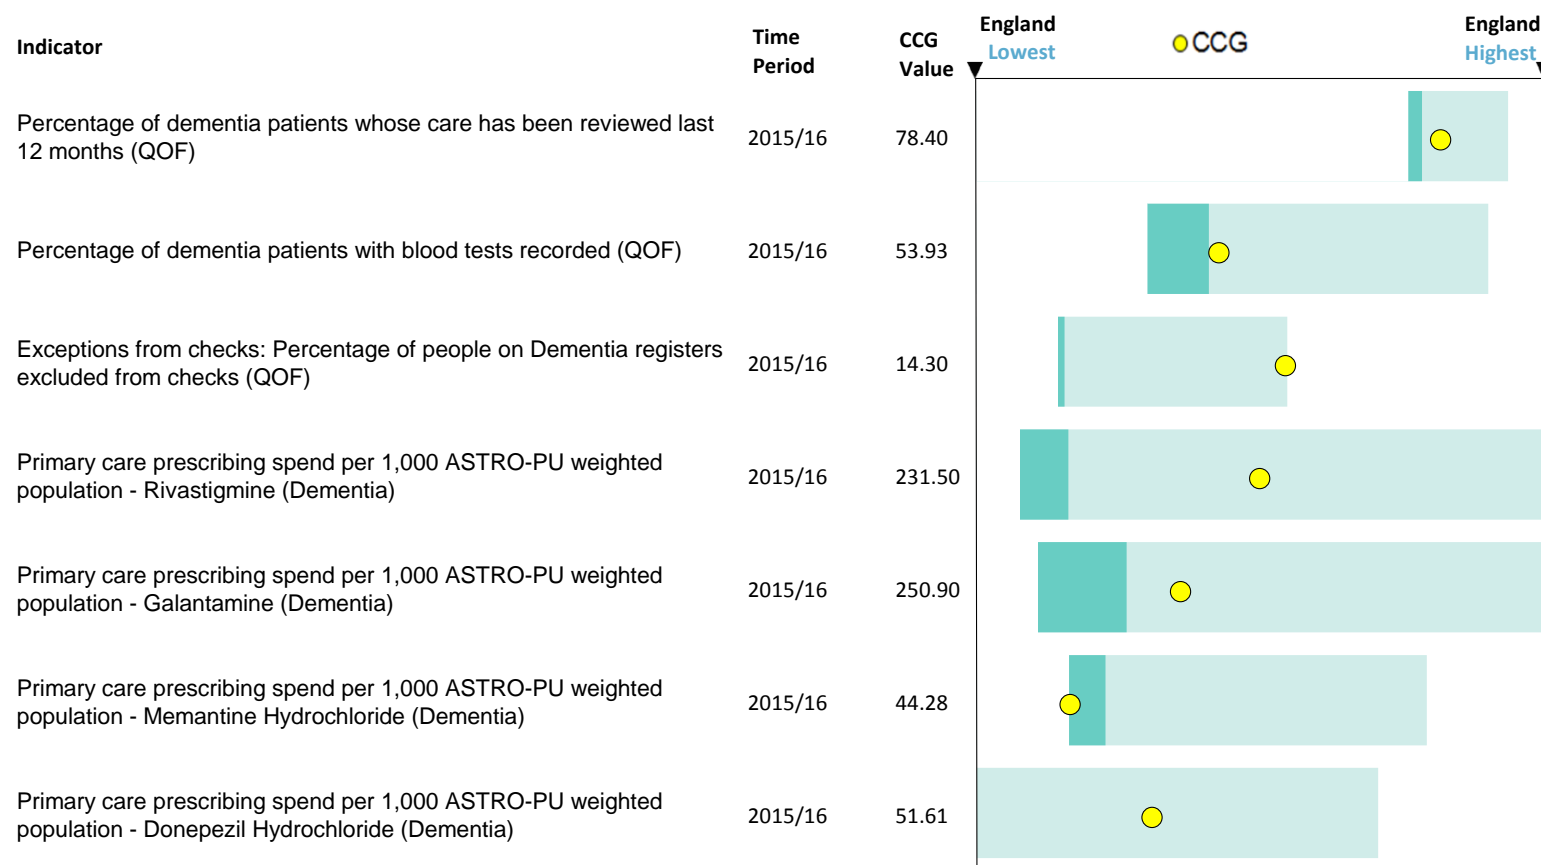 Indicator
Time
Period
CCG
Value
England
Lowest
CCG
England
Highest
Percentage of dementia patients whose care has been reviewed last
12 months (QOF)
2015/16
78.40
Percentage of dementia patients with blood tests recorded (QOF)
2015/16
53.93
Exceptions from checks: Percentage of people on Dementia registers
excluded from checks (QOF)
2015/16
14.30
Primary care prescribing spend per 1,000 ASTRO-PU weighted
population - Rivastigmine (Dementia)
2015/16
231.50
Primary care prescribing spend per 1,000 ASTRO-PU weighted
population - Galantamine (Dementia)
2015/16
250.90
Primary care prescribing spend per 1,000 ASTRO-PU weighted
population - Memantine Hydrochloride (Dementia)
2015/16
44.28
Primary care prescribing spend per 1,000 ASTRO-PU weighted
population - Donepezil Hydrochloride (Dementia)
2015/16
51.61